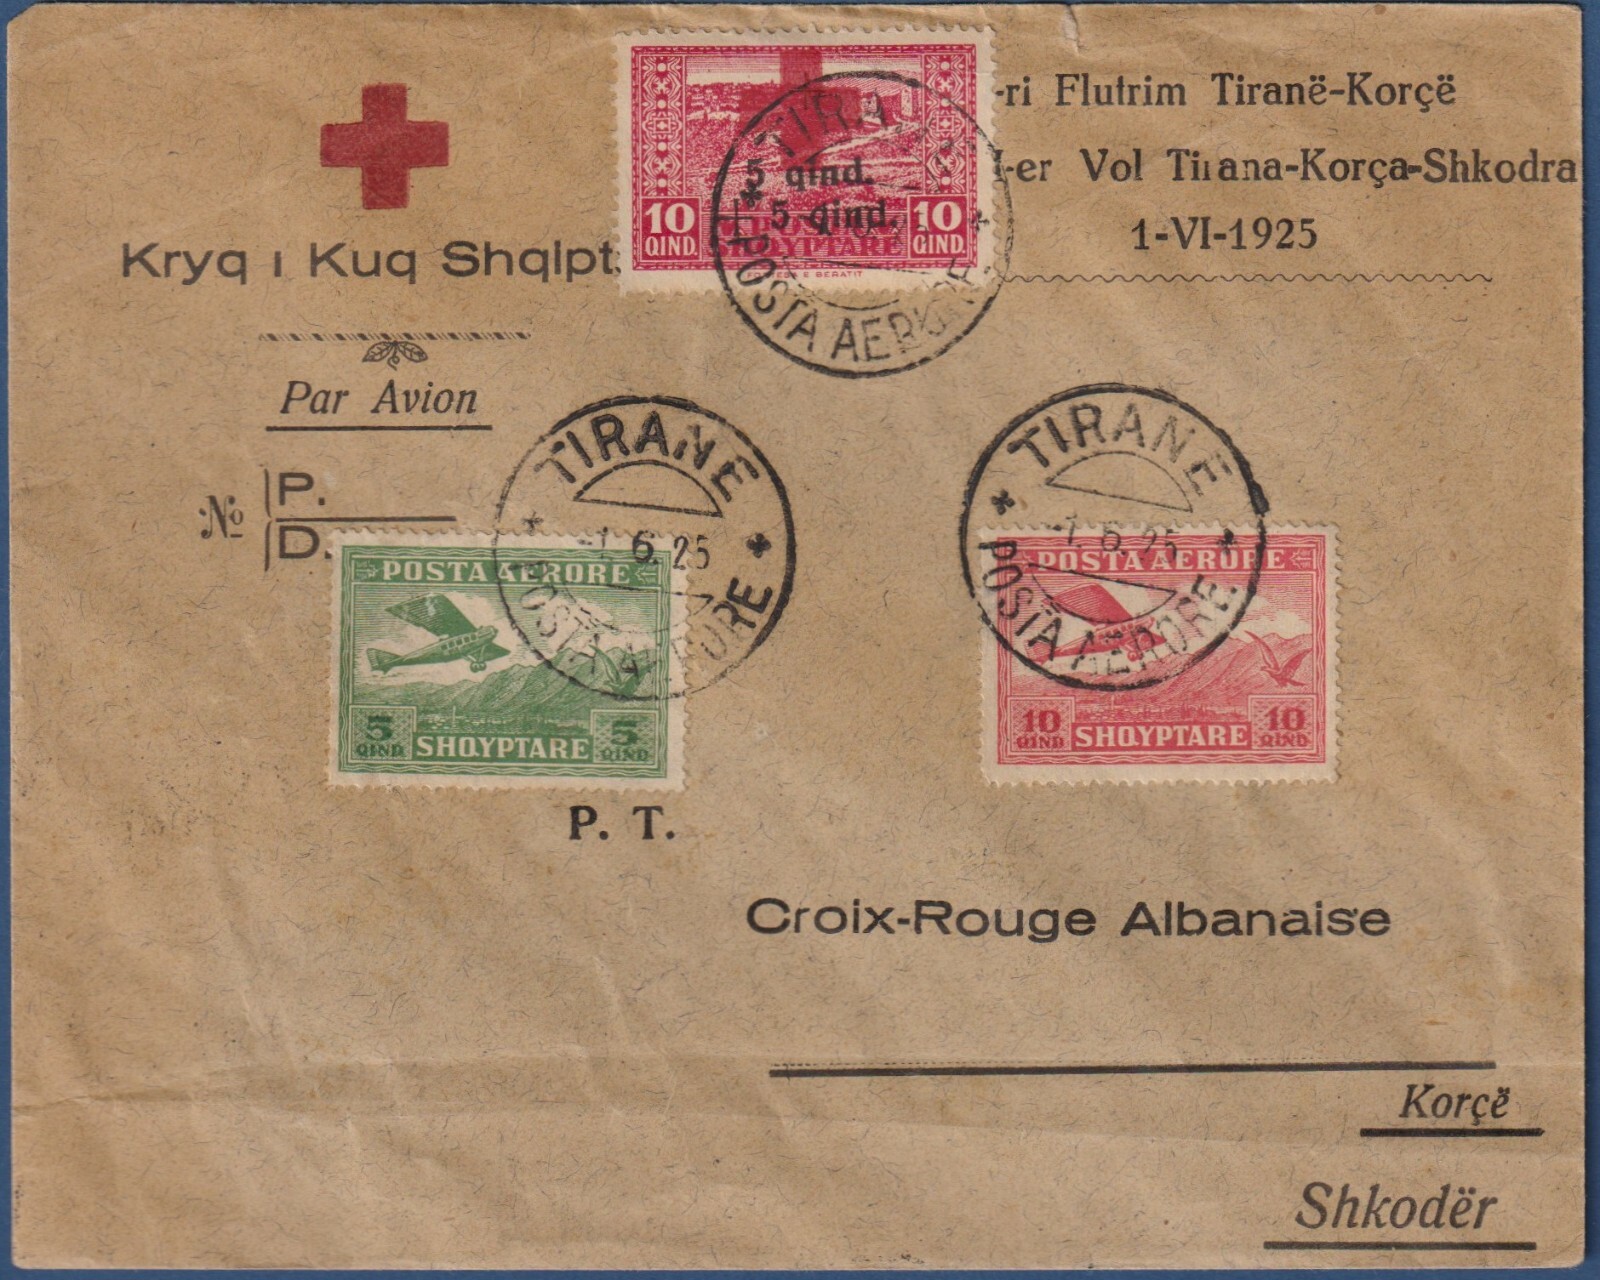 -ri Flutrim Tiranë-Korçë
-er Vol Tirana-Korça-Shkodra
1-VI-1925
Kryq i Kuq Shqipt
Par Avion
№ P.
D.
10 QIND.
5 qind.
5 qind.
10 QIND.
SHQYPTARE
E BERATIT
TIRA
POSTA AERORE.
TIRANE
-1.6.25
POSTA AERORE
TIRANE
-1.6.25
POSTA AERORE.
POSTA AERORE
5 QIND
SHQYPTARE
5 QIND
POSTA AERORE
10 QIND
SHQYPTARE
10 QIND
P. T.
Croix-Rouge Albanaise
Korçë
Shkodër